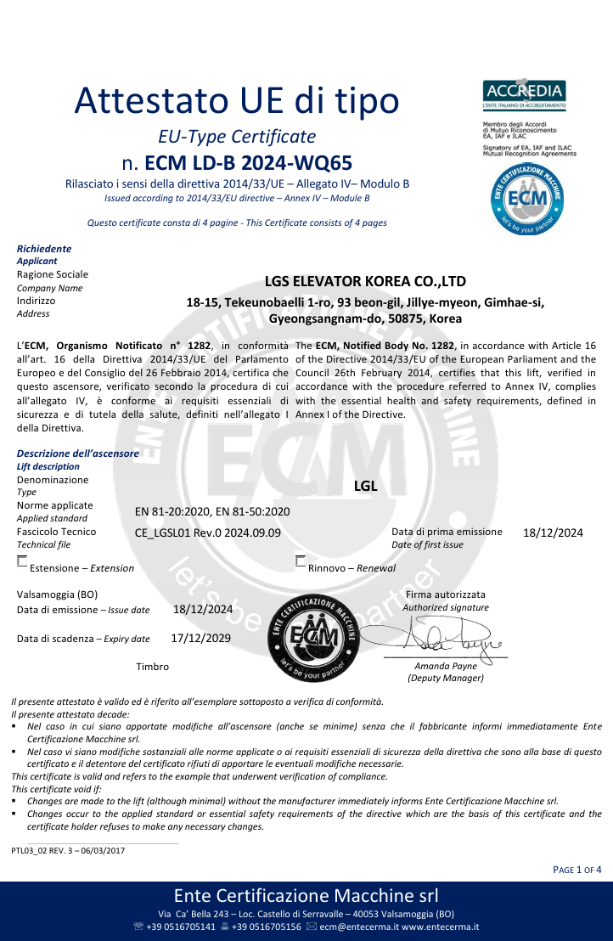 Attestato UE di tipo
EU-Type Certificate
n. ECM LD-B 2024-WQ65
Rilasciato i sensi della direttiva 2014/33/UE – Allegato IV– Modulo B
Issued according to 2014/33/EU directive – Annex IV – Module B
Questo certificate consta di 4 pagine - This Certificate consists of 4 pages
ACCREDIA
L'ENTE ITALIANO DI ACCREDITAMENTO
Membro degli Accordi
di Mutuo Riconoscimento
EA, IAF e ILAC
Signatory of EA, IAF and ILAC
Mutual Recognition Agreements
ENTE CERTIFICAZIONE MACCHINE
ECM
let's be your partner
Richiedente
Applicant
Ragione Sociale
Company Name
LGS ELEVATOR KOREA CO.,LTD
Indirizzo
Address
18-15, Tekeunobaelli 1-ro, 93 beon-gil, Jillye-myeon, Gimhae-si,
Gyeongsangnam-do, 50875, Korea
L'ECM, Organismo Notificato n° 1282, in conformità
all'art. 16 della Direttiva 2014/33/UE del Parlamento
Europeo e del Consiglio del 26 Febbraio 2014, certifica che
questo ascensore, verificato secondo la procedura di cui
all'allegato IV, è conforme ai requisiti essenziali di
sicurezza e di tutela della salute, definiti nell'allegato I
della Direttiva.
The ECM, Notified Body No. 1282, in accordance with Article 16
of the Directive 2014/33/EU of the European Parliament and the
Council 26th February 2014, certifies that this lift, verified in
accordance with the procedure referred to Annex IV, complies
with the essential health and safety requirements, defined in
Annex I of the Directive.
Descrizione dell'ascensore
Lift description
Denominazione
Type
LGL
Norme applicate
Applied standard
EN 81-20:2020, EN 81-50:2020
Fascicolo Tecnico
Technical file
CE_LGSL01 Rev.0 2024.09.09
Data di prima emissione
Date of first issue
18/12/2024
Estensione – Extension
Rinnovo – Renewal
Valsamoggia (BO)
Data di emissione – Issue date 18/12/2024
Data di scadenza – Expiry date 17/12/2029
Timbro
ENTE CERTIFICAZIONE MACCHINE
ECM
let's be your partner
Firma autorizzata
Authorized signature
Amanda Payne
(Deputy Manager)
Il presente attestato è valido ed è riferito all'esemplare sottoposto a verifica di conformità.
Il presente attestato decade:
▪ Nel caso in cui siano apportate modifiche all'ascensore (anche se minime) senza che il fabbricante informi immediatamente Ente
Certificazione Macchine srl.
▪ Nel caso vi siano modifiche sostanziali alle norme applicate o ai requisiti essenziali di sicurezza della direttiva che sono alla base di questo
certificato e il detentore del certificato rifiuti di apportare le eventuali modifiche necessarie.
This certificate is valid and refers to the example that underwent verification of compliance.
This certificate void if:
▪ Changes are made to the lift (although minimal) without the manufacturer immediately informs Ente Certificazione Macchine srl.
▪ Changes occur to the applied standard or essential safety requirements of the directive which are the basis of this certificate and the
certificate holder refuses to make any necessary changes.
PTL03_02 REV. 3 – 06/03/2017
PAGE 1 OF 4
Ente Certificazione Macchine srl
Via Ca' Bella 243 – Loc. Castello di Serravalle – 40053 Valsamoggia (BO)
☏ +39 0516705141 +39 0516705156 ecm@entecerma.it www.entecerma.it